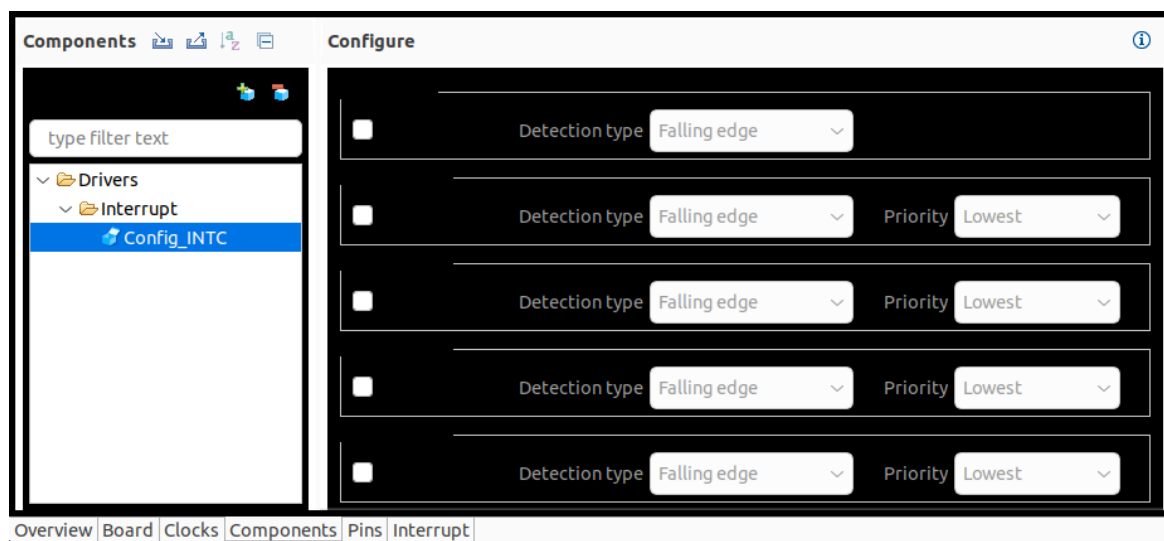 Components
Configure
type filter text
Drivers
Interrupt
Config_INTC
Detection type Falling edge
Detection type Falling edge Priority Lowest
Detection type Falling edge Priority Lowest
Detection type Falling edge Priority Lowest
Detection type Falling edge Priority Lowest
Overview Board Clocks Components Pins Interrupt